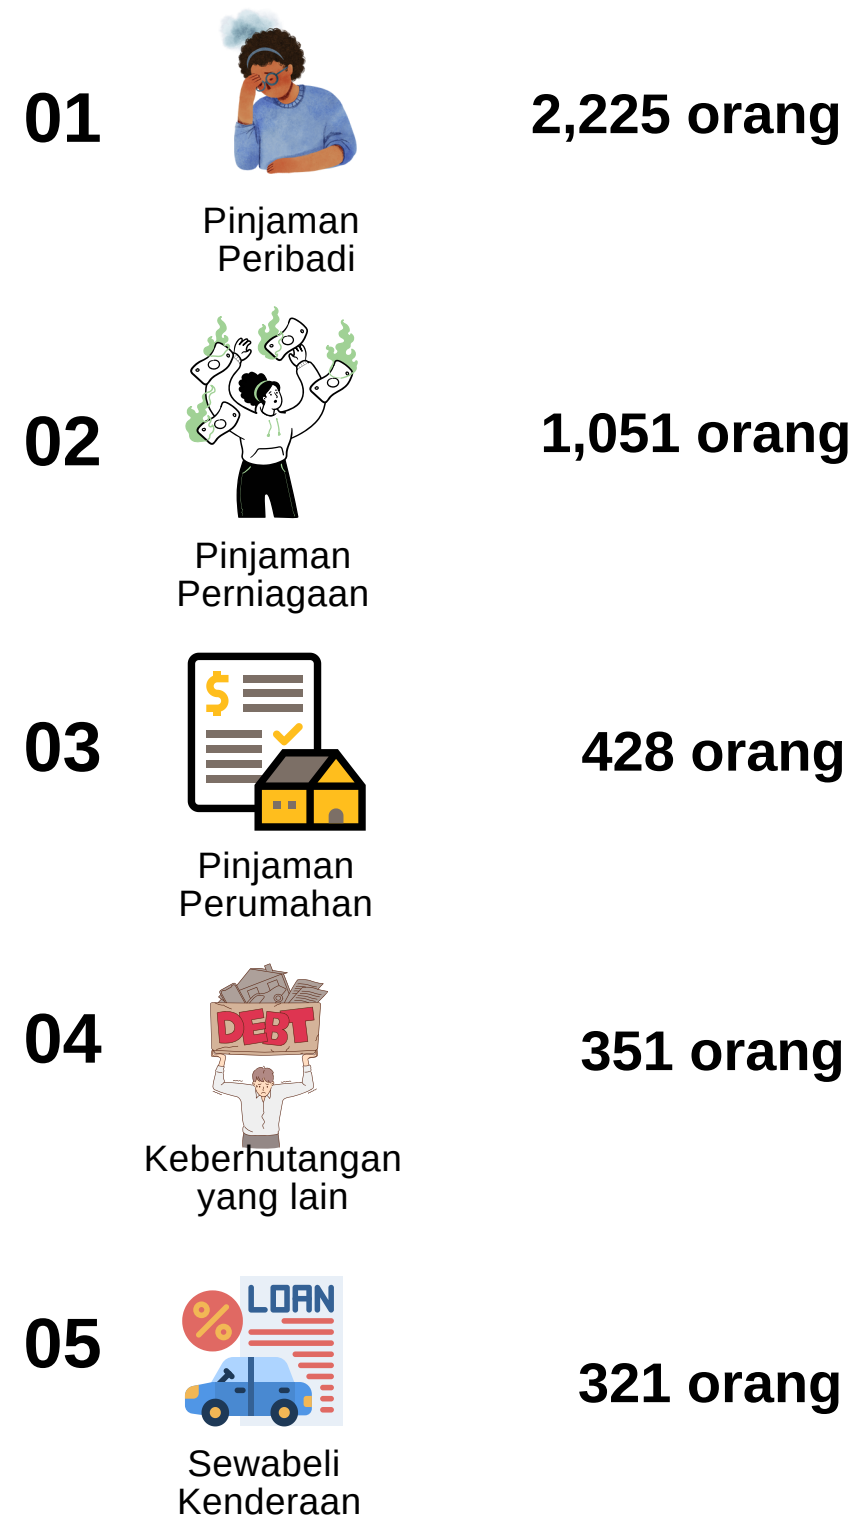 01
2,225 orang
Pinjaman
Peribadi
02
1,051 orang
Pinjaman
Perniagaan
$
03
428 orang
Pinjaman
Perumahan
DEBT
04
351 orang
Keberhutangan
yang lain
LOAN
%
05
321 orang
Sewabeli
Kenderaan